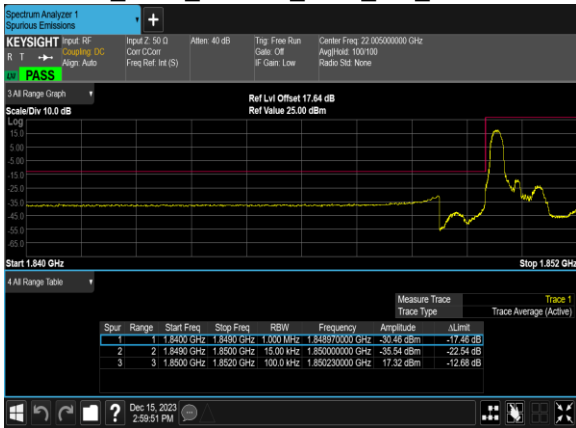 Spectrum Analyzer 1
Spurious Emissions
KEYSIGHT Input: RF Input Z: 50 Ω Atten: 40 dB Trig: Free Run Center Freq: 22.005000000 GHz
R T Coupling: DC Corr CCorr Gate: Off Avg|Hold: 100/100
Align: Auto Freq Ref: Int (S) IF Gain: Low Radio Std: None
PASS
3 All Range Graph
Ref Lvl Offset 17.64 dB
Scale/Div 10.0 dB Ref Value 25.00 dBm
Log
15.0
5.00
-5.00
-15.0
-25.0
-35.0
-45.0
-55.0
-65.0
Start 1.840 GHz Stop 1.852 GHz
4 All Range Table
Measure Trace Trace 1
Trace Type Trace Average (Active)
Spur Range Start Freq Stop Freq RBW Frequency Amplitude ΔLimit
1 1 1.8400 GHz 1.8490 GHz 1.000 MHz 1.848970000 GHz -30.46 dBm -17.46 dB
2 2 1.8490 GHz 1.8500 GHz 15.00 kHz 1.850000000 GHz -35.54 dBm -22.54 dB
3 3 1.8500 GHz 1.8520 GHz 100.0 kHz 1.850230000 GHz 17.32 dBm -12.68 dB
?
Dec 15, 2023
2:59:51 PM